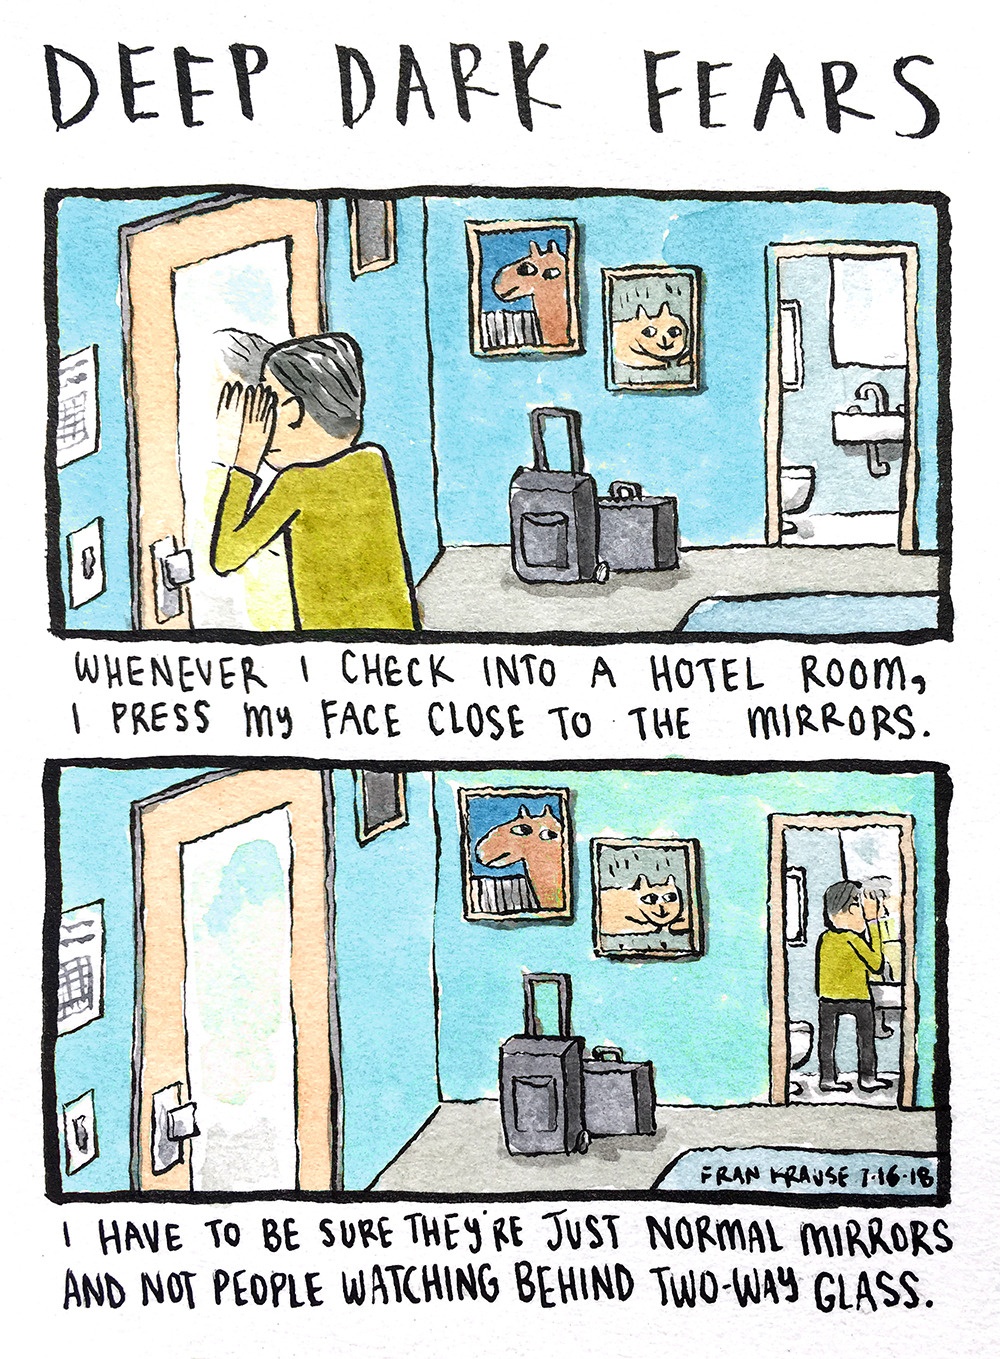 DEEP DARK FEARS
WHENEVER I CHECK INTO A HOTEL ROOM,
I PRESS MY FACE CLOSE TO THE MIRRORS.
FRAN KRAUSE 7·16·18
I HAVE TO BE SURE THEY'RE JUST NORMAL MIRRORS
AND NOT PEOPLE WATCHING BEHIND TWO-WAY GLASS.